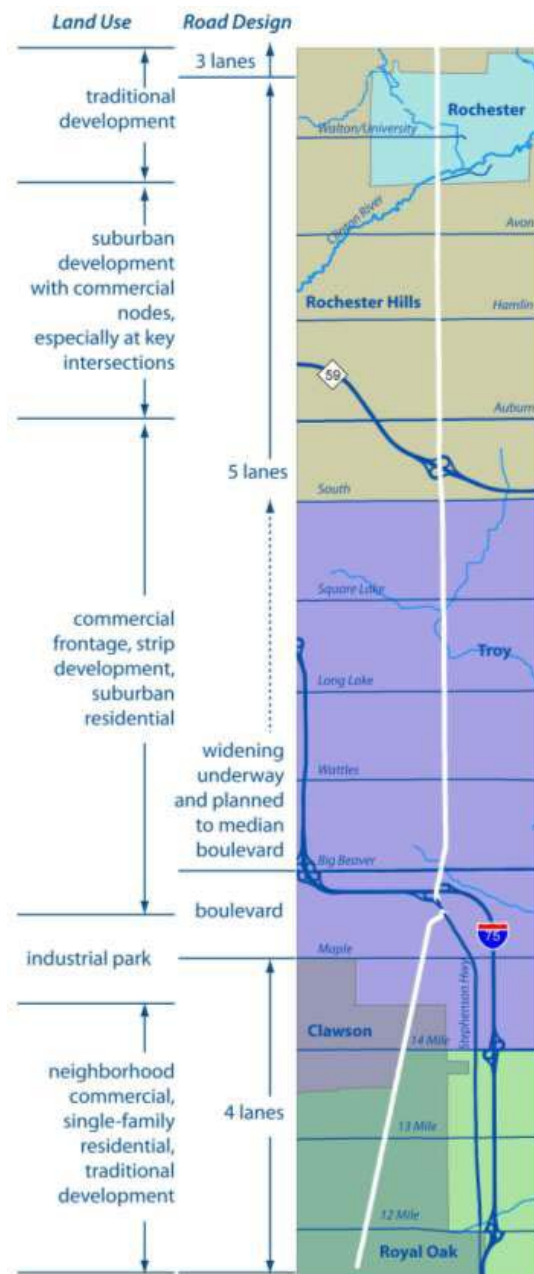 Land Use
Road Design
3 lanes
traditional
development
suburban
development
with commercial
nodes,
especially at key
intersections
5 lanes
commercial
frontage, strip
development,
suburban
residential
widening
underway
and planned
to median
boulevard
boulevard
industrial park
neighborhood
commercial,
single-family
residential,
traditional
development
4 lanes
Rochester
Walton/University
Clinton River
Avon
Rochester Hills
Hamlin
59
Auburn
South
Square Lake
Troy
Long Lake
Wattles
Big Beaver
75
Maple
Stephenson Hwy
Clawson
14 Mile
13 Mile
12 Mile
Royal Oak